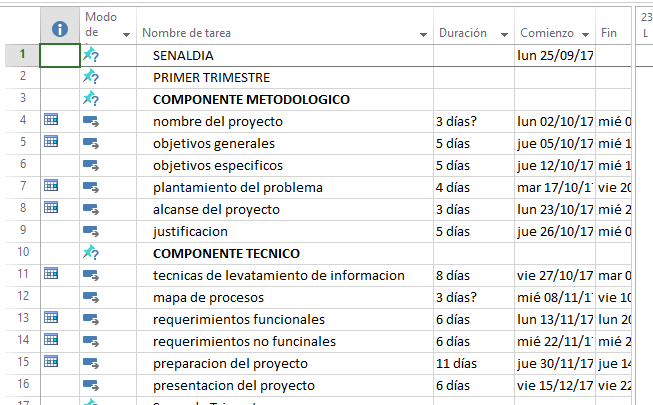 23
Modo de
Nombre de tarea Duración Comienzo Fin L
1 SENALDIA lun 25/09/17
2 PRIMER TRIMESTRE
3 COMPONENTE METODOLOGICO
4 nombre del proyecto 3 días? lun 02/10/17 mié 0
5 objetivos generales 5 días jue 05/10/17 mié 1
6 objetivos especificos 5 días jue 12/10/17 mié 1
7 plantamiento del problema 4 días mar 17/10/1 vie 20
8 alcanse del proyecto 3 días lun 23/10/17 mié 2
9 justificacion 5 días jue 26/10/17 mié 0
10 COMPONENTE TECNICO
11 tecnicas de levatamiento de informacion 8 días vie 27/10/17 mar 0
12 mapa de procesos 3 días? mié 08/11/1 vie 10
13 requerimientos funcionales 6 días lun 13/11/17 lun 20
14 requerimientos no funcinales 6 días mié 22/11/1 mié 2
15 preparacion del proyecto 11 días jue 30/11/17 jue 14
16 presentacion del proyecto 6 días vie 15/12/17 vie 22